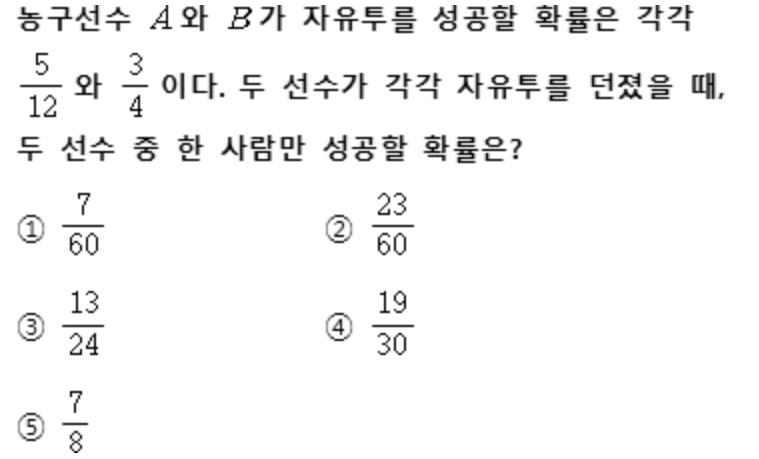 농구선수 A와 B가 자유투를 성공할 확률은 각각
5/12 와 3/4 이다. 두 선수가 각각 자유투를 던졌을 때,
두 선수 중 한 사람만 성공할 확률은?
① 7/60 ② 23/60
③ 13/24 ④ 19/30
⑤ 7/8